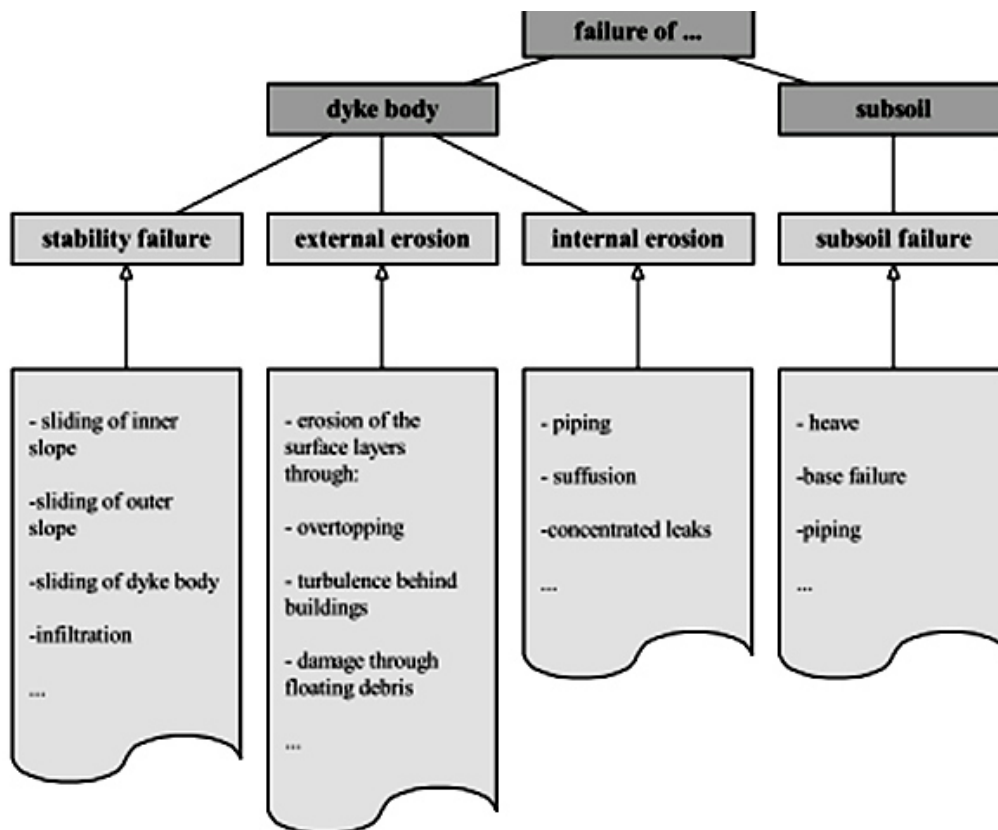 failure of ...
dyke body
subsoil
stability failure
external erosion
internal erosion
subsoil failure
- sliding of inner
slope
-sliding of outer
slope
-sliding of dyke body
-infiltration
...
- erosion of the
surface layers
through:
- overtopping
- turbulence behind
buildings
- damage through
floating debris
...
- piping
- suffusion
-concentrated leaks
...
- heave
-base failure
-piping
...